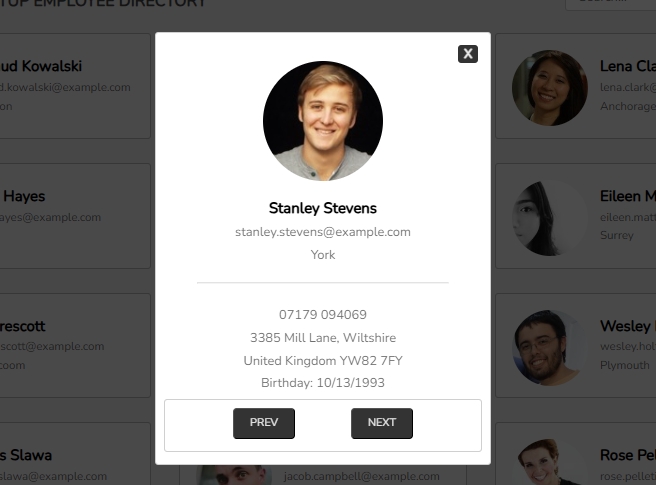 TUP EMPLOYEE DIRECTORY
ud Kowalski
d.kowalski@example.com
on
Hayes
ayes@example.com
rescott
scott@example.com
coom
s Slawa
slawa@example.com
X
Stanley Stevens
stanley.stevens@example.com
York
07179 094069
3385 Mill Lane, Wiltshire
United Kingdom YW82 7FY
Birthday: 10/13/1993
PREV
NEXT
jacob.campbell@example.com
Lena Cla
lena.clark@
Anchorage
Eileen M
eileen.matt
Surrey
Wesley
wesley.hol
Plymouth
Rose Pel
rose.pellet